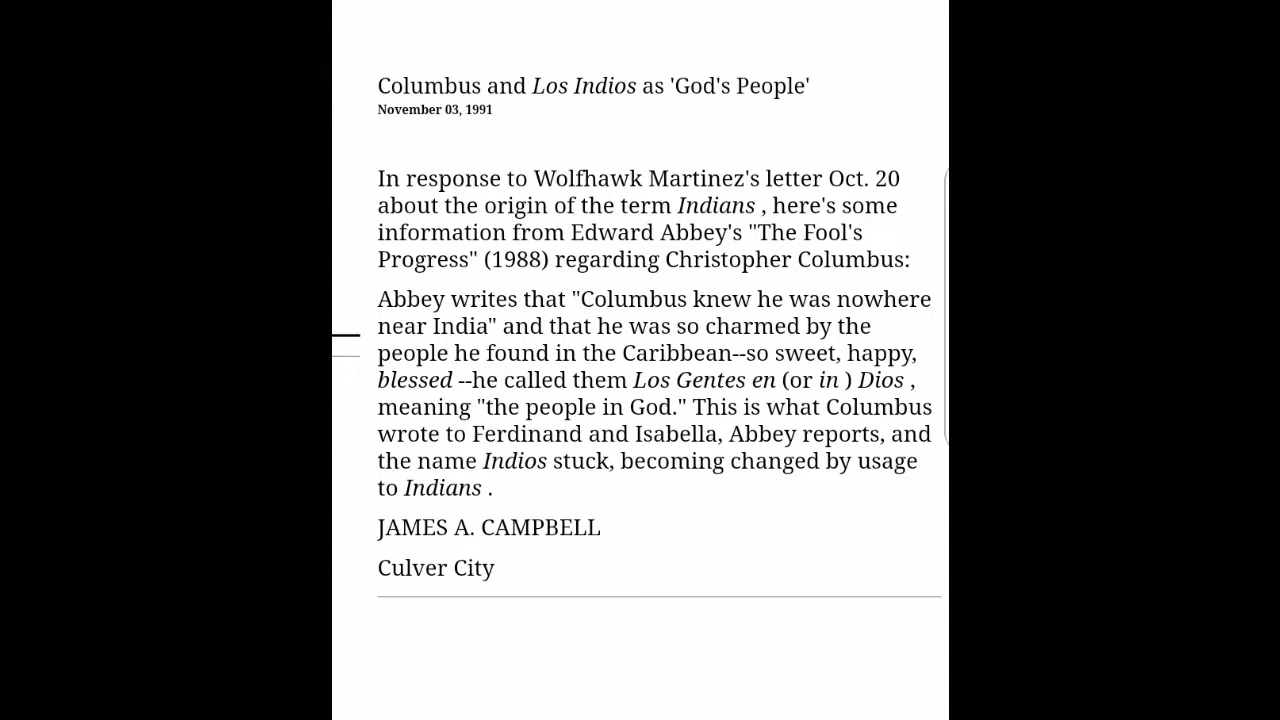 Columbus and Los Indios as 'God's People'
November 03, 1991
In response to Wolfhawk Martinez's letter Oct. 20
about the origin of the term Indians , here's some
information from Edward Abbey's "The Fool's
Progress" (1988) regarding Christopher Columbus:
Abbey writes that "Columbus knew he was nowhere
near India" and that he was so charmed by the
people he found in the Caribbean--so sweet, happy,
blessed --he called them Los Gentes en (or in ) Dios ,
meaning "the people in God." This is what Columbus
wrote to Ferdinand and Isabella, Abbey reports, and
the name Indios stuck, becoming changed by usage
to Indians .
JAMES A. CAMPBELL
Culver City